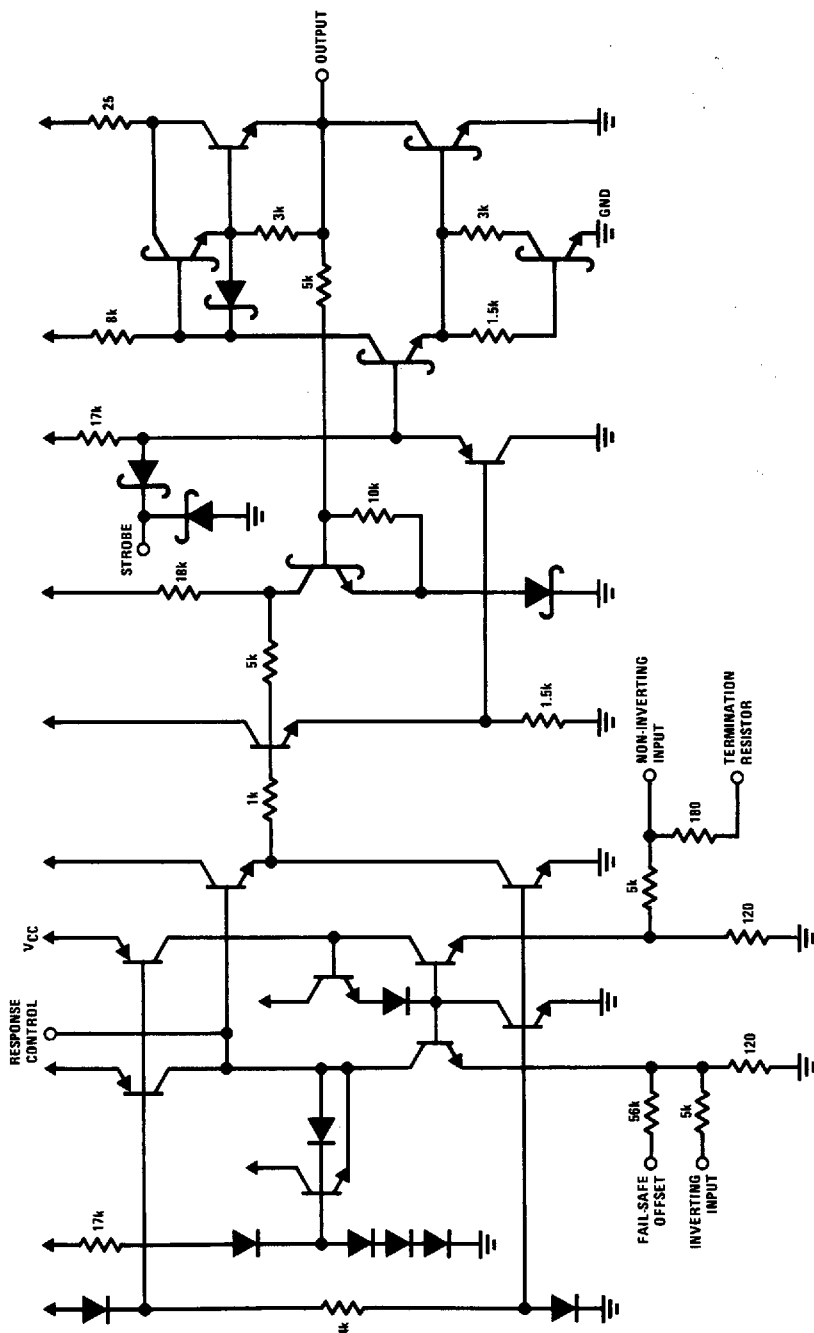 RESPONSE
CONTROL
VCC
17k
17k
8k
25
STROBE
18k
1k
5k
3k
5k
OUTPUT
4k
10k
3k
1.5k
1.5k
GND
NON-INVERTING
INPUT
5k
180
TERMINATION
RESISTOR
56k
FAIL-SAFE
OFFSET
5k
INVERTING
INPUT
120
120